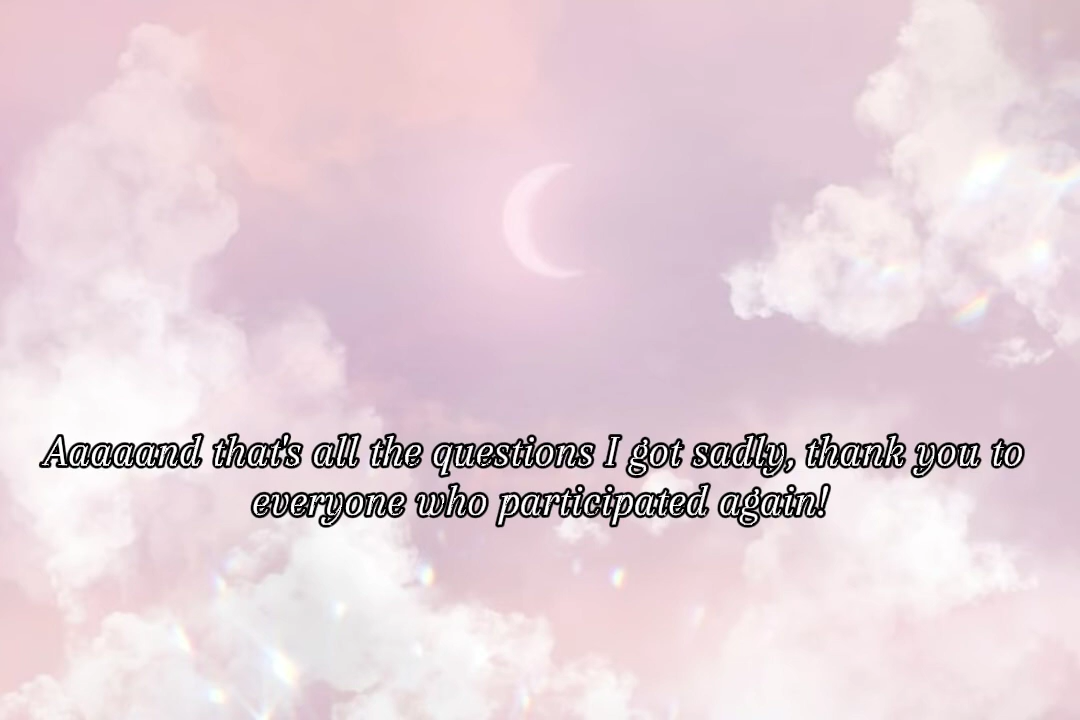 Aaaaand that's all the questions I got sadly, thank you to
everyone who participated again!